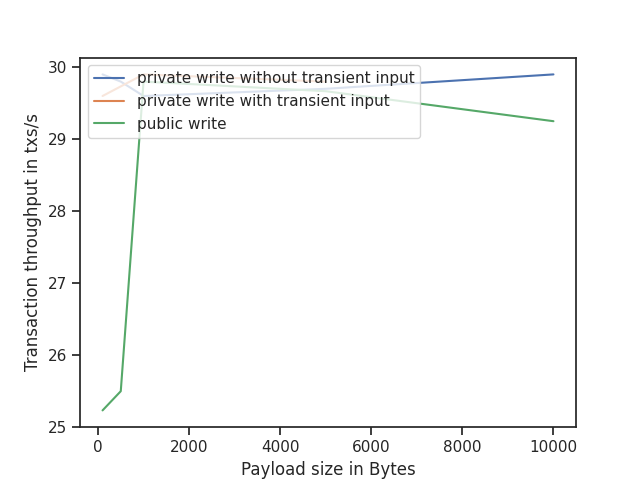 30
29
28
27
26
25
Transaction throughput in txs/s
private write without transient input
private write with transient input
public write
0 2000 4000 6000 8000 10000
Payload size in Bytes